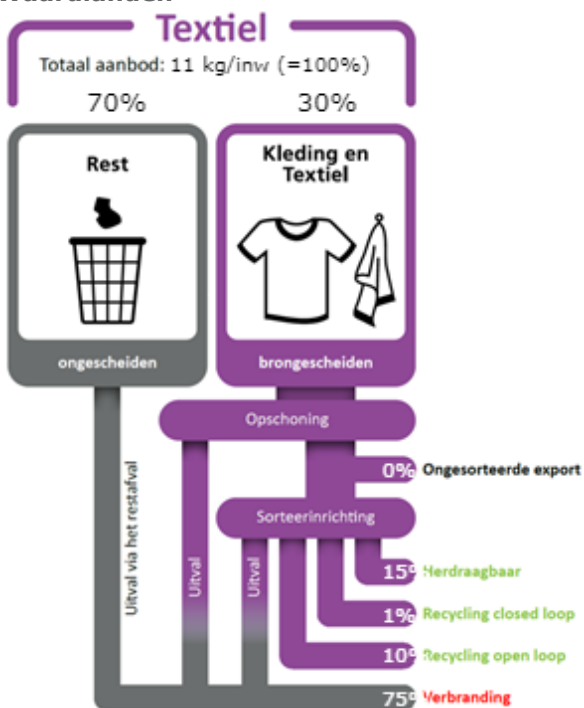 Textiel
Totaal aanbod: 11 kg/inw (=100%)
70%
30%
Rest
Kleding en
Textiel
ongescheiden
brongescheiden
Opschoning
0% Ongesorteerde export
Sorteerinrichting
Uitval via het restafval
Uitval
Uitval
15% Herdraagbaar
1% Recycling closed loop
10% Recycling open loop
75% Verbranding